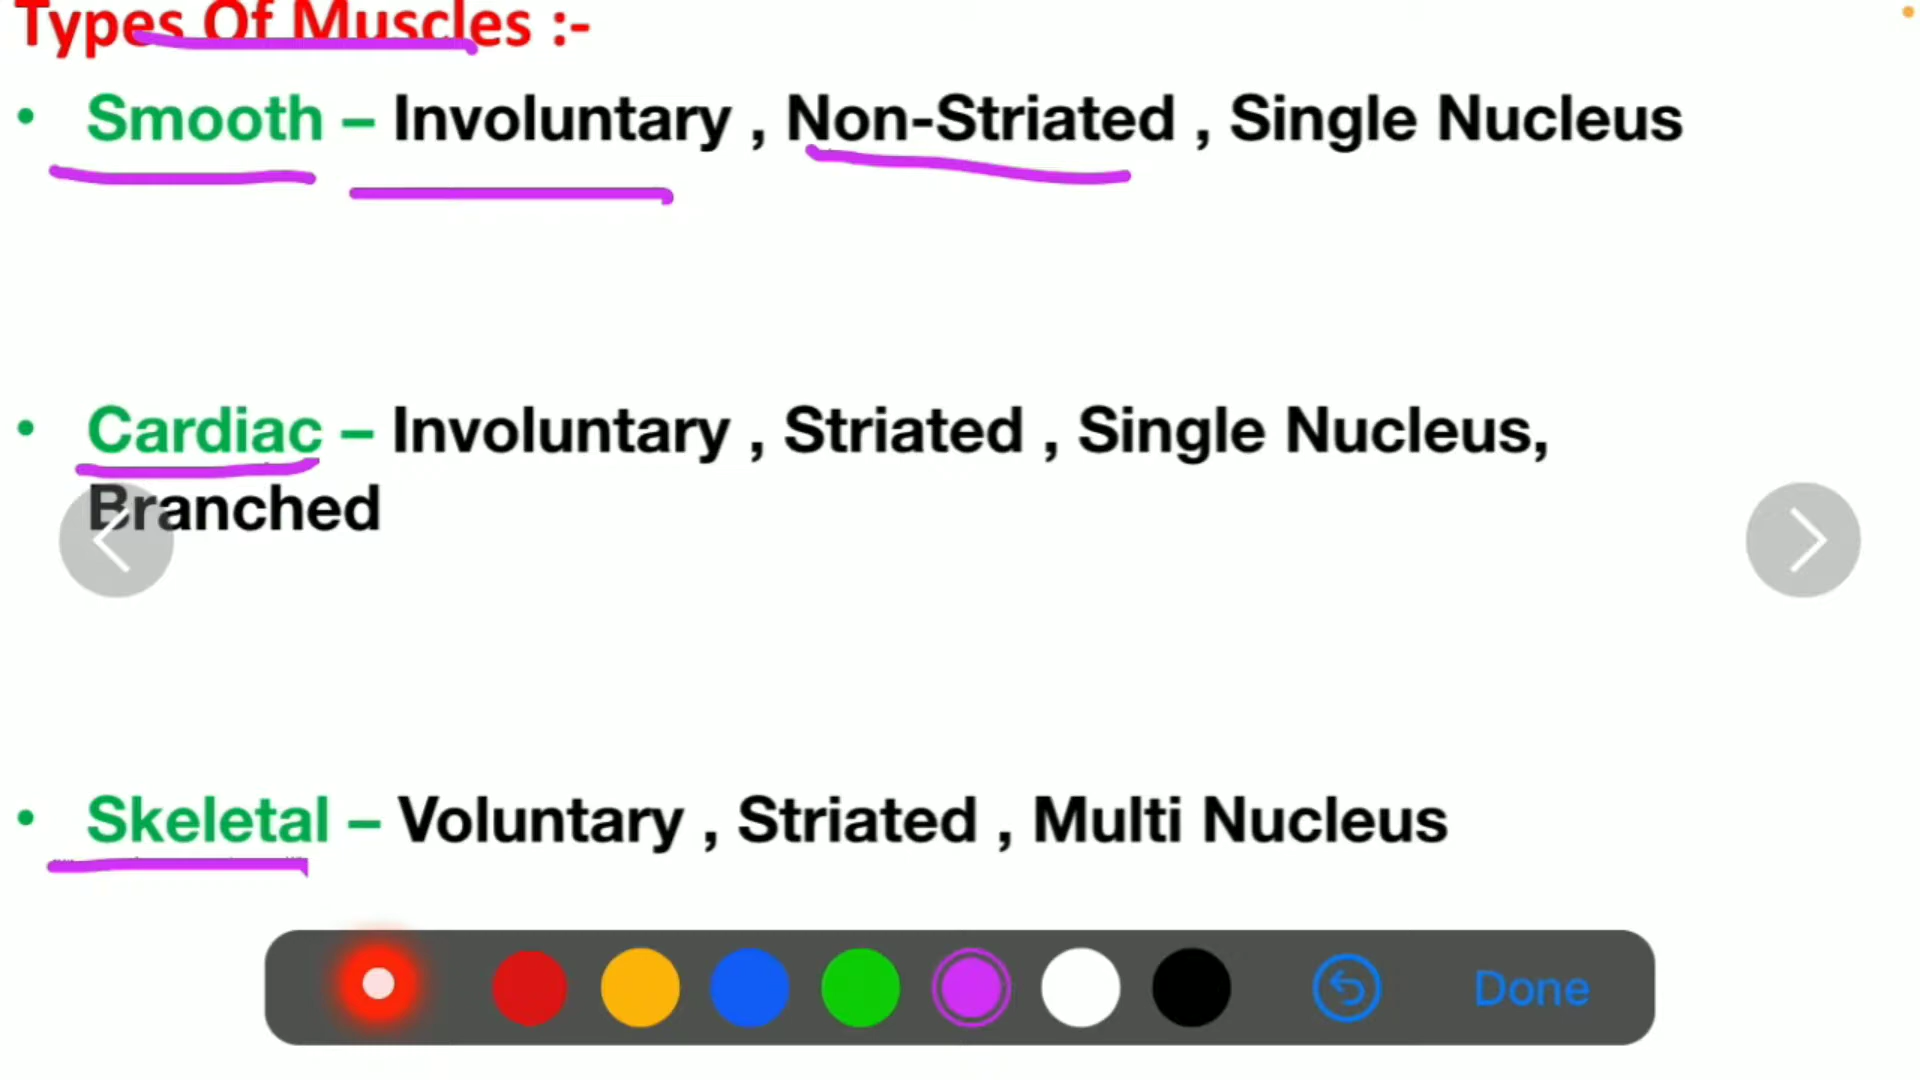 Types Of Muscles :-
• Smooth – Involuntary , Non-Striated , Single Nucleus
• Cardiac – Involuntary , Striated , Single Nucleus,
Branched
• Skeletal – Voluntary , Striated , Multi Nucleus
Done